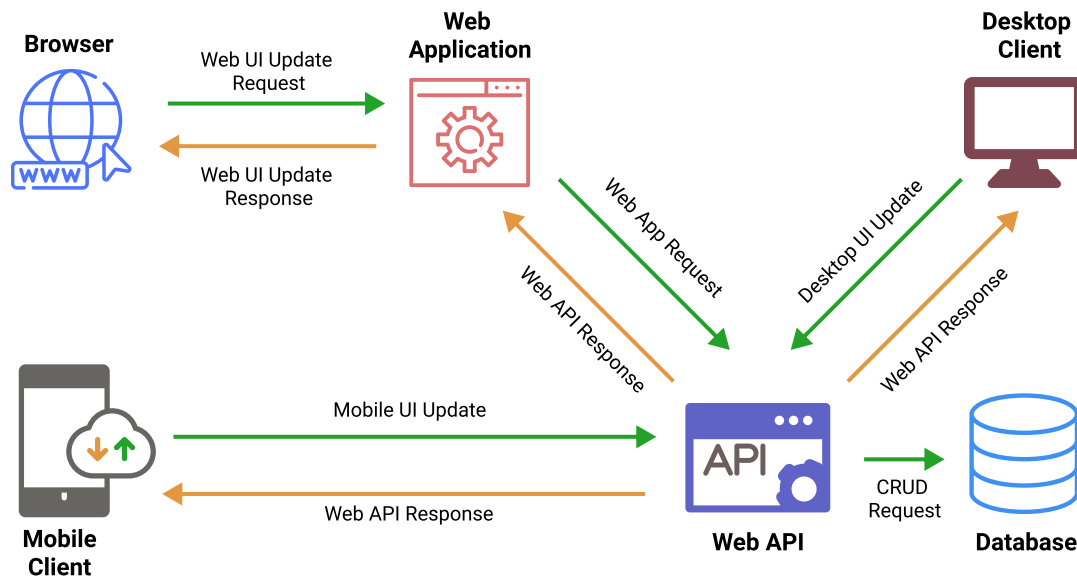 Browser
Web UI Update
Request
Web UI Update
Response
WWW
Web
Application
Desktop
Client
Web App Request
Web API Response
Desktop UI Update
Web API Response
Mobile UI Update
Web API Response
Mobile
Client
API
Web API
CRUD
Request
Database